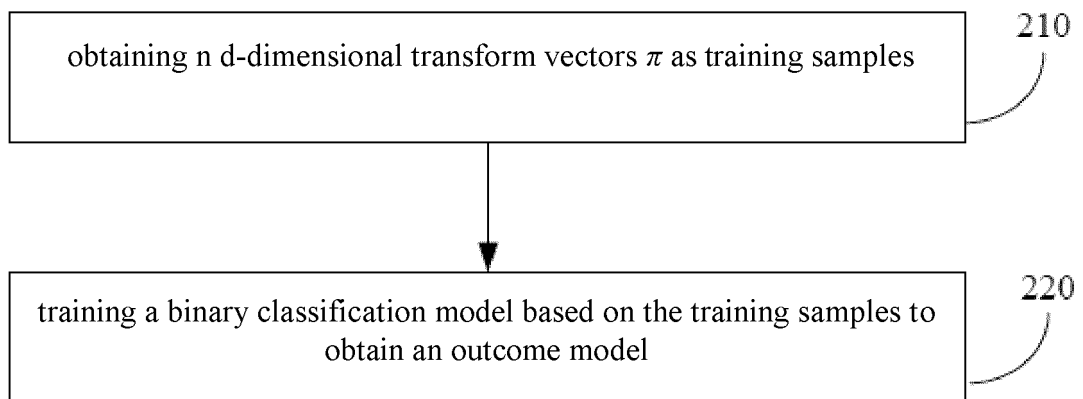 210
obtaining n d-dimensional transform vectors π as training samples
220
training a binary classification model based on the training samples to
obtain an outcome model